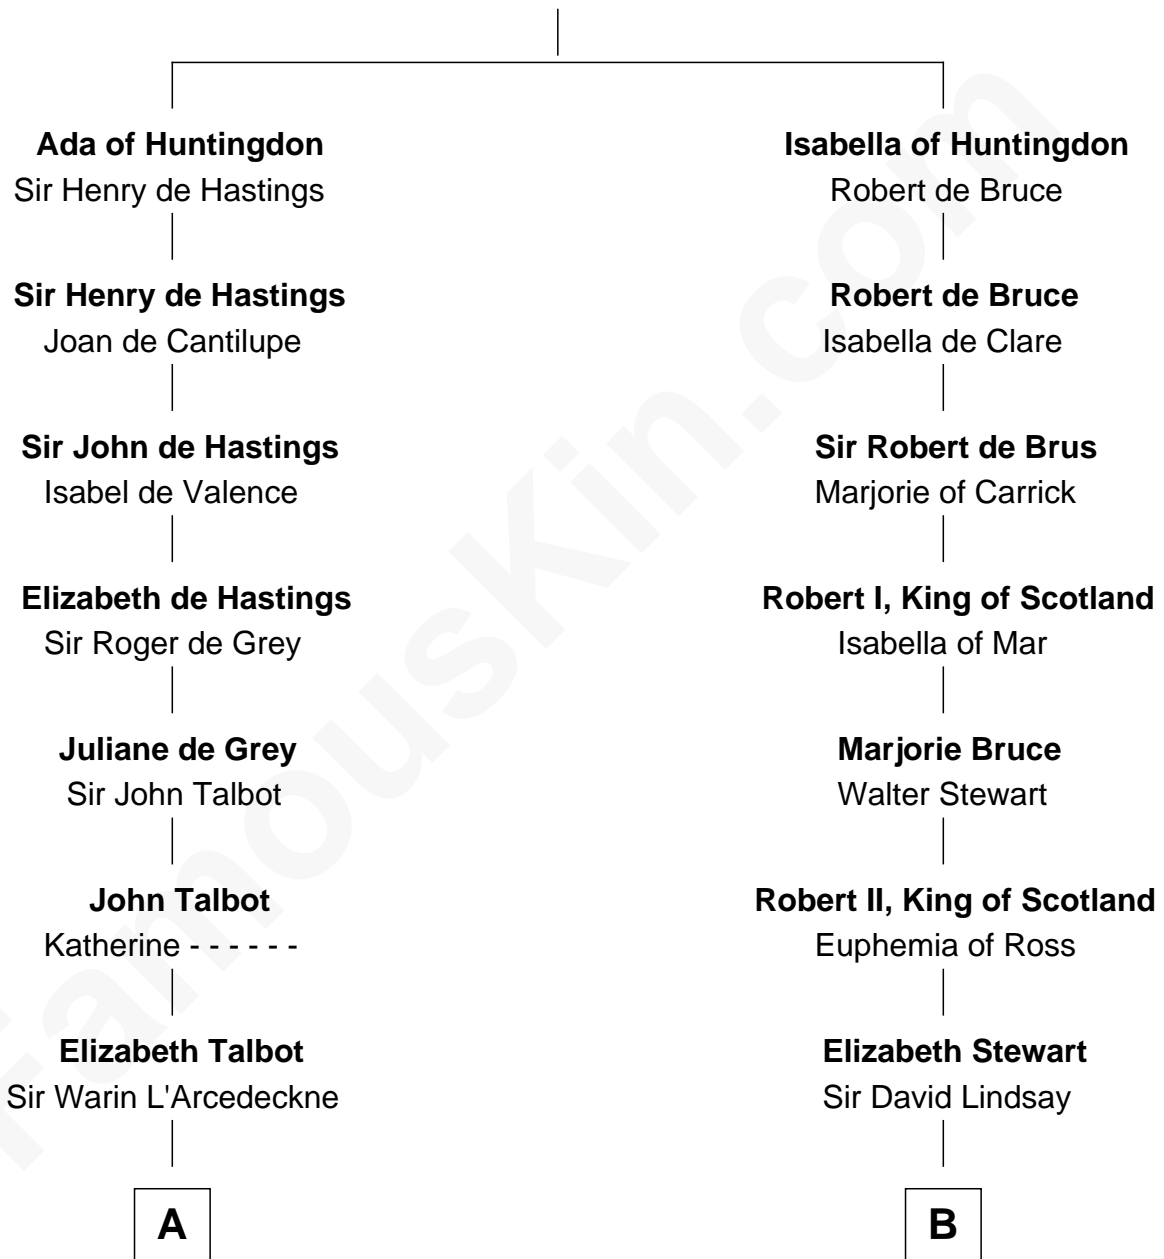 Ada of Huntingdon
Sir Henry de Hastings
Sir Henry de Hastings
Joan de Cantilupe
Sir John de Hastings
Isabel de Valence
Elizabeth de Hastings
Sir Roger de Grey
Juliane de Grey
Sir John Talbot
John Talbot
Katherine - - - - - -
Elizabeth Talbot
Sir Warin L'Arcedeckne
A
Isabella of Huntingdon
Robert de Bruce
Robert de Bruce
Isabella de Clare
Sir Robert de Brus
Marjorie of Carrick
Robert I, King of Scotland
Isabella of Mar
Marjorie Bruce
Walter Stewart
Robert II, King of Scotland
Euphemia of Ross
Elizabeth Stewart
Sir David Lindsay
B
FamousKin.com